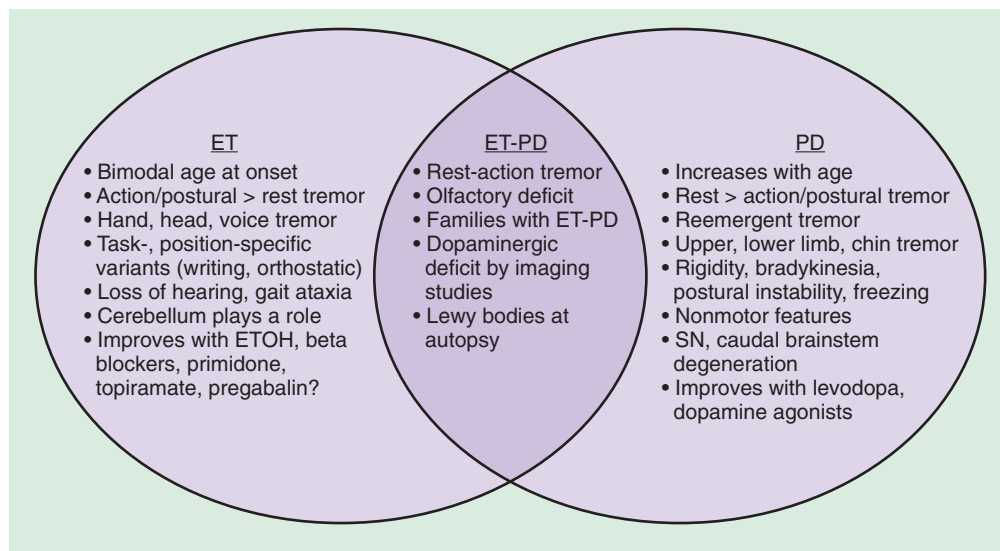 ET
• Bimodal age at onset
• Action/postural > rest tremor
• Hand, head, voice tremor
• Task-, position-specific
variants (writing, orthostatic)
• Loss of hearing, gait ataxia
• Cerebellum plays a role
• Improves with ETOH, beta
blockers, primidone,
topiramate, pregabalin?
ET-PD
• Rest-action tremor
• Olfactory deficit
• Families with ET-PD
• Dopaminergic
deficit by imaging
studies
• Lewy bodies at
autopsy
PD
• Increases with age
• Rest > action/postural tremor
• Reemergent tremor
• Upper, lower limb, chin tremor
• Rigidity, bradykinesia,
postural instability, freezing
• Nonmotor features
• SN, caudal brainstem
degeneration
• Improves with levodopa,
dopamine agonists